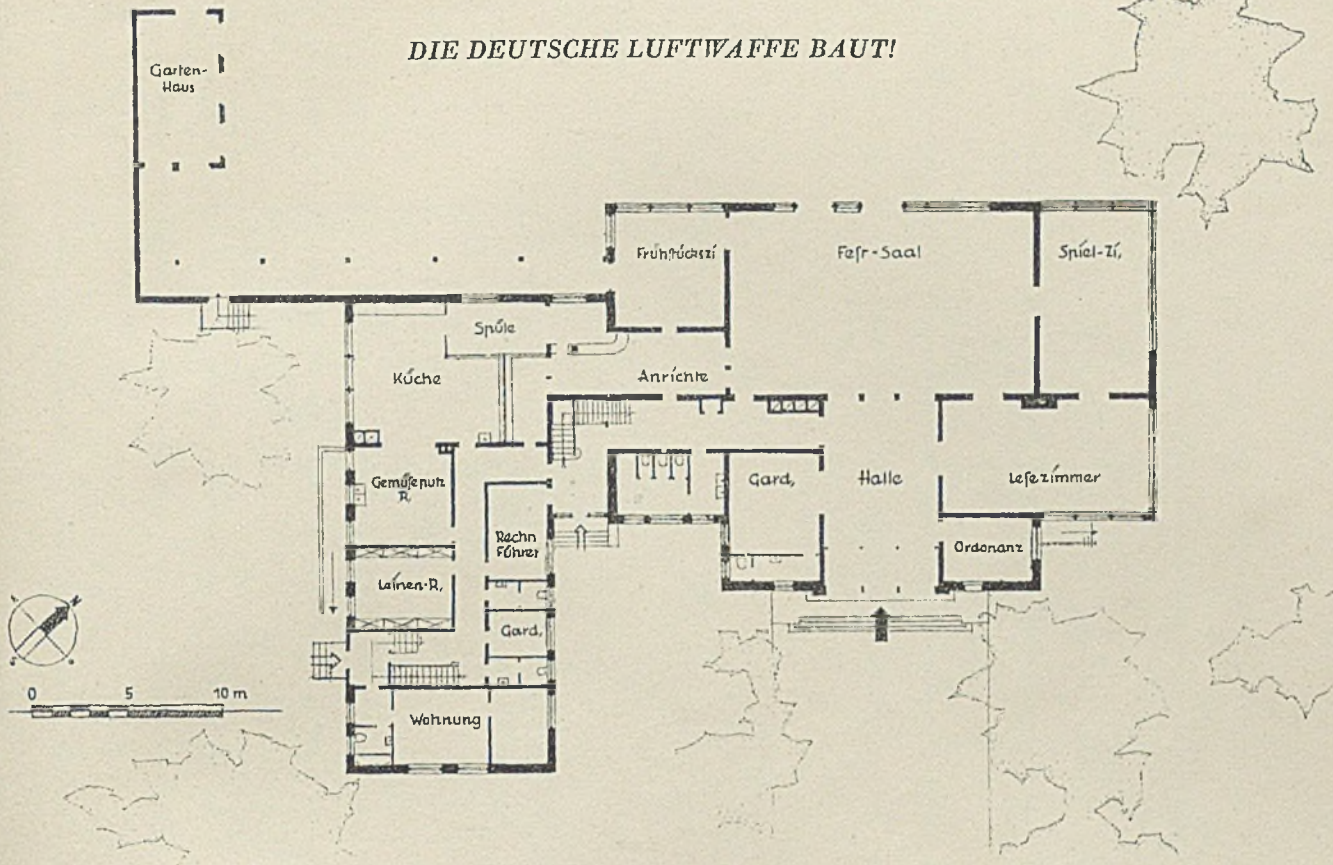 DIE DEUTSCHE LUFTWAFFE BAUT!
Garten-
Haus
Frühstückszi
Fest-Saal
Spiel-Zi,
Spüle
Küche
Anrichte
Gemüseputz
R,
Gard,
Halle
Lesezimmer
Rechn
Führer
Ordonanz
Leinen-R,
Gard,
N
0 5 10 m
Wohnung